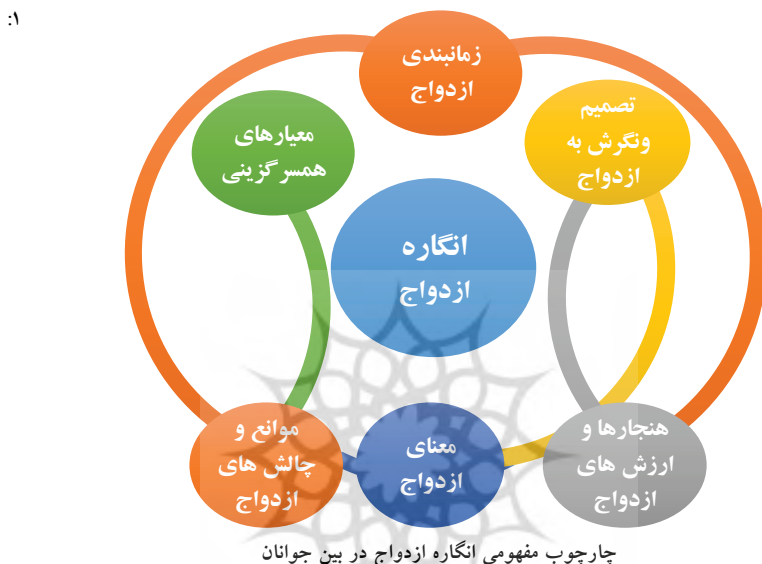 ۱:
زمانبندی
ازدواج
تصمیم
ونگرش به
ازدواج
معیارهای
همسرگزینی
انگاره
ازدواج
هنجارها و
ارزش های
ازدواج
معنای
ازدواج
موانع و
چالش های
ازدواج
چارچوب مفهومی انگاره ازدواج در بین جوانان